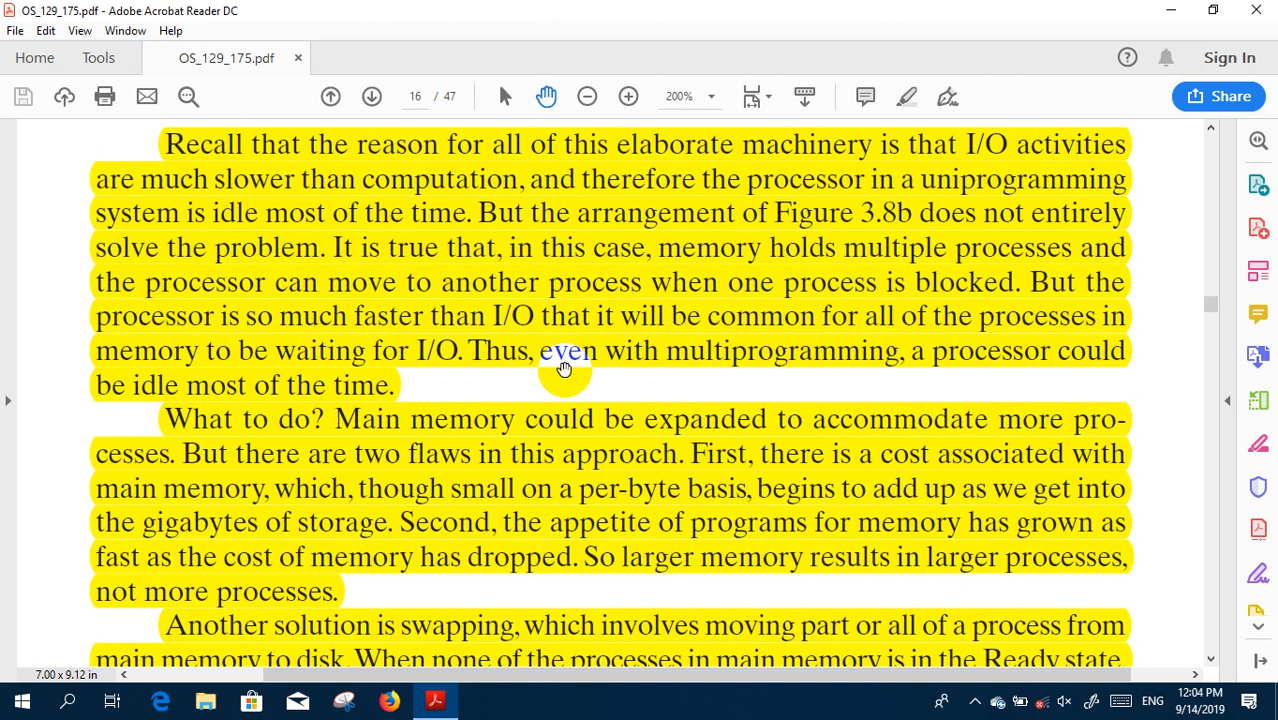 OS_129_175.pdf - Adobe Acrobat Reader DC
File Edit View Window Help
Home Tools OS_129_175.pdf × Sign In
16 / 47 200% Share
Recall that the reason for all of this elaborate machinery is that I/O activities
are much slower than computation, and therefore the processor in a uniprogramming
system is idle most of the time. But the arrangement of Figure 3.8b does not entirely
solve the problem. It is true that, in this case, memory holds multiple processes and
the processor can move to another process when one process is blocked. But the
processor is so much faster than I/O that it will be common for all of the processes in
memory to be waiting for I/O. Thus, even with multiprogramming, a processor could
be idle most of the time.
What to do? Main memory could be expanded to accommodate more pro-
cesses. But there are two flaws in this approach. First, there is a cost associated with
main memory, which, though small on a per-byte basis, begins to add up as we get into
the gigabytes of storage. Second, the appetite of programs for memory has grown as
fast as the cost of memory has dropped. So larger memory results in larger processes,
not more processes.
Another solution is swapping, which involves moving part or all of a process from
main memory to disk. When none of the processes in main memory is in the Ready state,
7.00 x 9.12 in
ENG 12:04 PM
9/14/2019